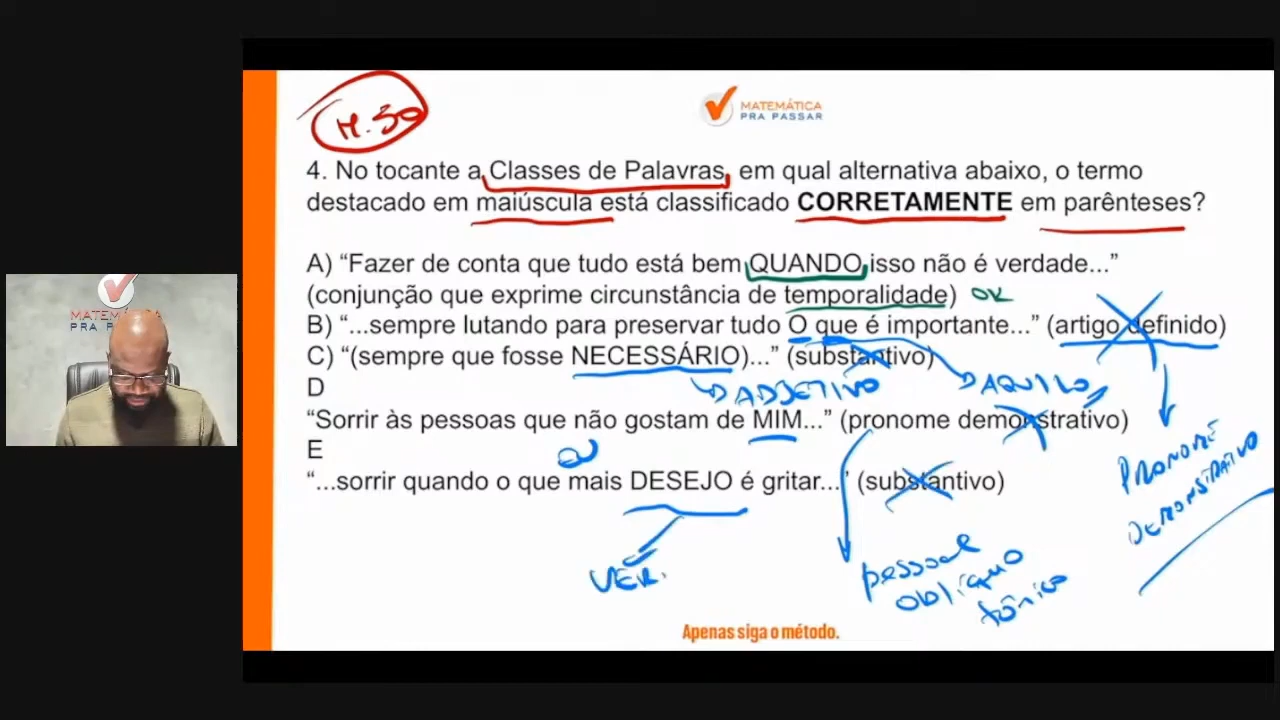 M.30
MATEMÁTICA
PRA PASSAR
4. No tocante a Classes de Palavras, em qual alternativa abaixo, o termo
destacado em maiúscula está classificado CORRETAMENTE em parênteses?
A) “Fazer de conta que tudo está bem QUANDO isso não é verdade...”
(conjunção que exprime circunstância de temporalidade) OK
B) “...sempre lutando para preservar tudo O que é importante...” (artigo definido)
C) “(sempre que fosse NECESSÁRIO)...” (substantivo)
ADJETIVO
AQUILO
D
“Sorrir às pessoas que não gostam de MIM...” (pronome demonstrativo)
PRONOME
DEMONSTRATIVO
E
“...sorrir quando o que mais DESEJO é gritar...” (substantivo)
VER.
pessoal
oblíquo
tônico
Apenas siga o método.
MATEMÁ
PRA PAS